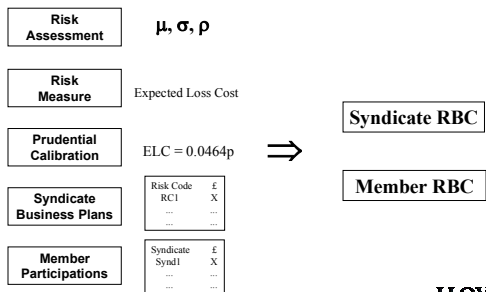 Risk
Assessment
μ, σ, ρ
Risk
Measure
Expected Loss Cost
Prudential
Calibration
ELC = 0.0464p
⇒
Syndicate RBC
Member RBC
Syndicate
Business Plans
Risk Code £
RC1 X
... ...
... ...
Member
Participations
Syndicate £
Synd1 X
... ...
... ...